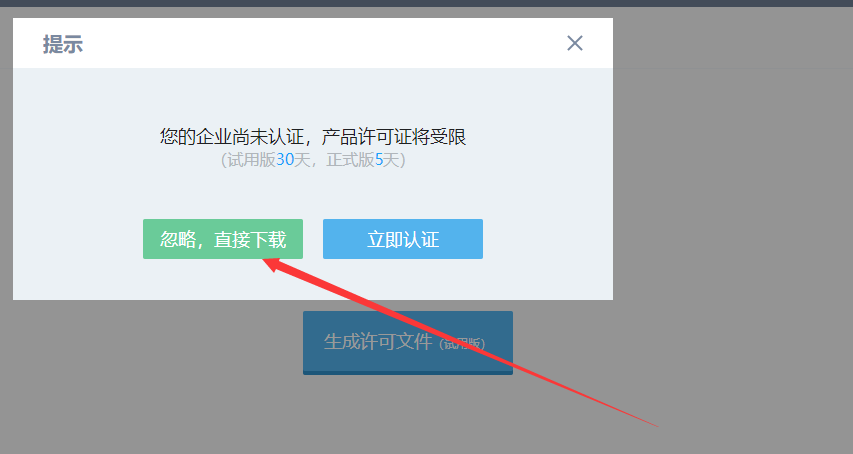 提示
您的企业尚未认证，产品许可证将受限
（试用版30天，正式版5天）
忽略，直接下载
立即认证
生成许可文件（试用版）